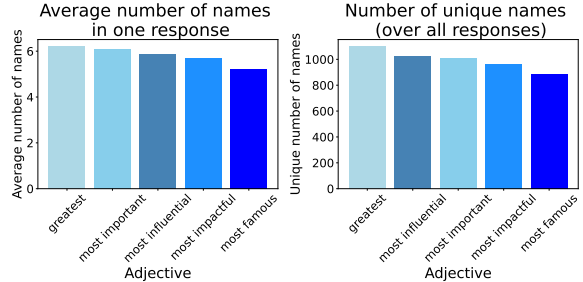 Average number of names
in one response
Average number of names
6
4
2
0
greatest
most important
most influential
most impactful
most famous
Adjective
Number of unique names
(over all responses)
Unique number of names
1000
800
600
400
200
0
greatest
most influential
most important
most impactful
most famous
Adjective